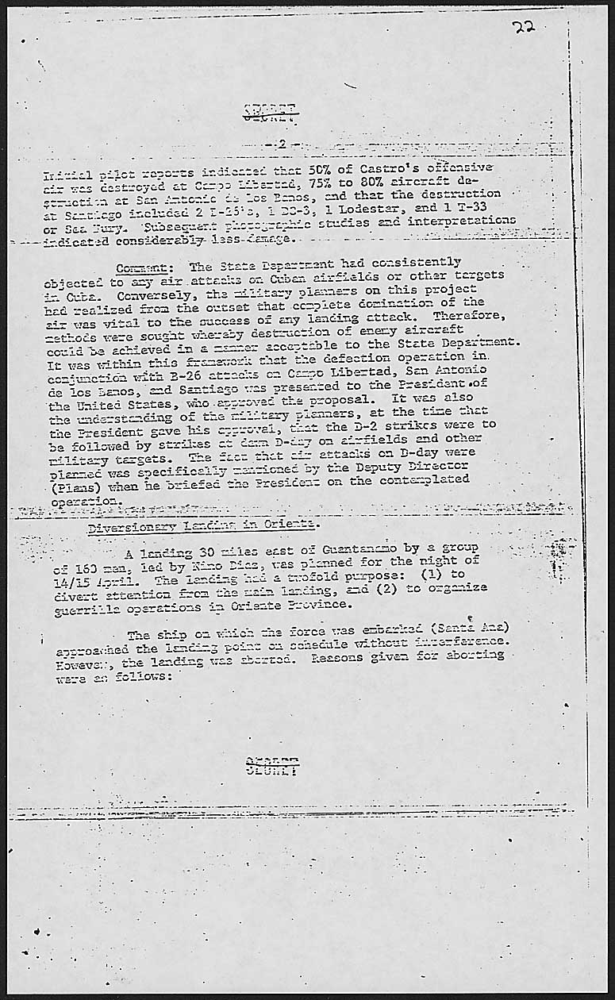 22
SECRET
- 2 -
Initial pilot reports indicated that 50% of Castro's offensive
air was destroyed at Campo Libertad, 75% to 80% aircraft de-
struction at San Antonio de los Banos, and that the destruction
at Santiago included 2 B-26's, 1 DC-3, 1 Lodestar, and 1 T-33
or Sea Fury. Subsequent photographic studies and interpretations
indicated considerably less damage.
Comment: The State Department had consistently
objected to any air attacks on Cuban airfields or other targets
in Cuba. Conversely, the military planners on this project
had realized from the outset that complete domination of the
air was vital to the success of any landing attack. Therefore,
methods were sought whereby destruction of enemy aircraft
could be achieved in a manner acceptable to the State Department.
It was within this framework that the defection operation in
conjunction with B-26 attacks on Campo Libertad, San Antonio
de los Banos, and Santiago was presented to the President of
the United States, who approved the proposal. It was also
the understanding of the military planners, at the time that
the President gave his approval, that the D-2 strikes were to
be followed by strikes at dawn D-day on airfields and other
military targets. The fact that air attacks on D-day were
planned was specifically mentioned by the Deputy Director
(Plans) when he briefed the President on the contemplated
operation.
Diversionary Landing in Oriente.
A landing 30 miles east of Guantanamo by a group
of 160 men, led by Nino Diaz, was planned for the night of
14/15 April. The landing had a twofold purpose: (1) to
divert attention from the main landing, and (2) to organize
guerrilla operations in Oriente Province.
The ship on which the force was embarked (Santa Ana)
approached the landing point on schedule without interference.
However, the landing was aborted. Reasons given for aborting
were as follows:
SECRET